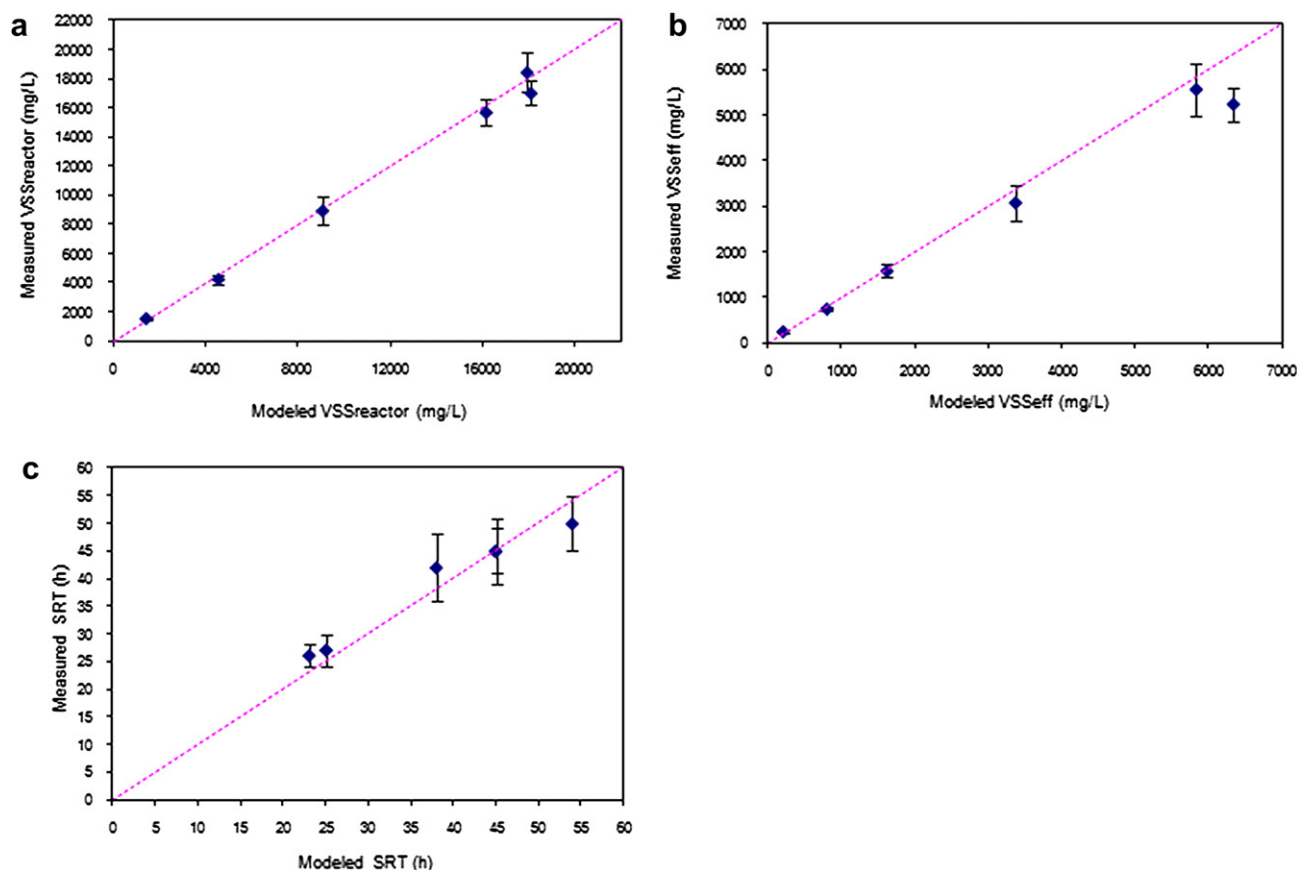 a
22000
20000
18000
16000
14000
12000
10000
8000
6000
4000
2000
0
Measured VSSreactor (mg/L)
0 4000 8000 12000 16000 20000
Modeled VSSreactor (mg/L)
b
7000
6000
5000
4000
3000
2000
1000
0
Measured VSSeff (mg/L)
0 1000 2000 3000 4000 5000 6000 7000
Modeled VSSeff (mg/L)
c
60
55
50
45
40
35
30
25
20
15
10
5
0
Measured SRT (h)
0 5 10 15 20 25 30 35 40 45 50 55 60
Modeled SRT (h)